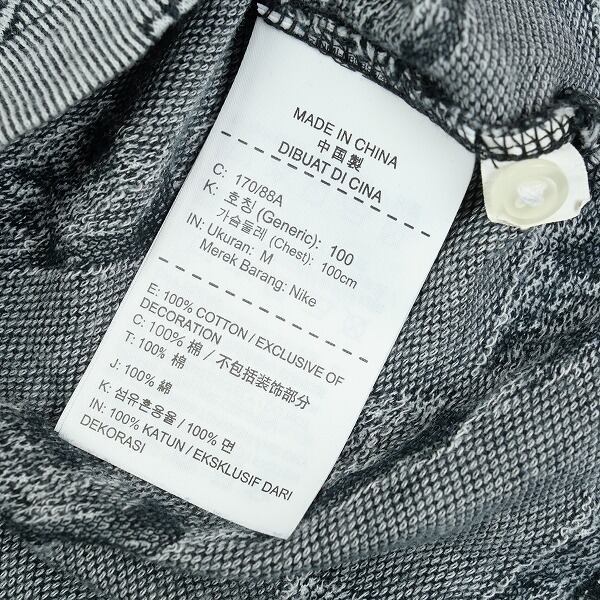 MADE IN CHINA
中国製
DIBUAT DI CINA
C: 170/88A
K: 호칭 (Generic): 100
가슴둘레 (Chest): 100cm
IN: Ukuran: M
Merek Barang: Nike
E: 100% COTTON / EXCLUSIVE OF
DECORATION
C: 100% 棉 / 不包括装饰部分
T: 100% 棉
J: 100% 綿
K: 섬유혼용율 / 100% 면
IN: 100% KATUN / EKSKLUSIF DARI
DEKORASI